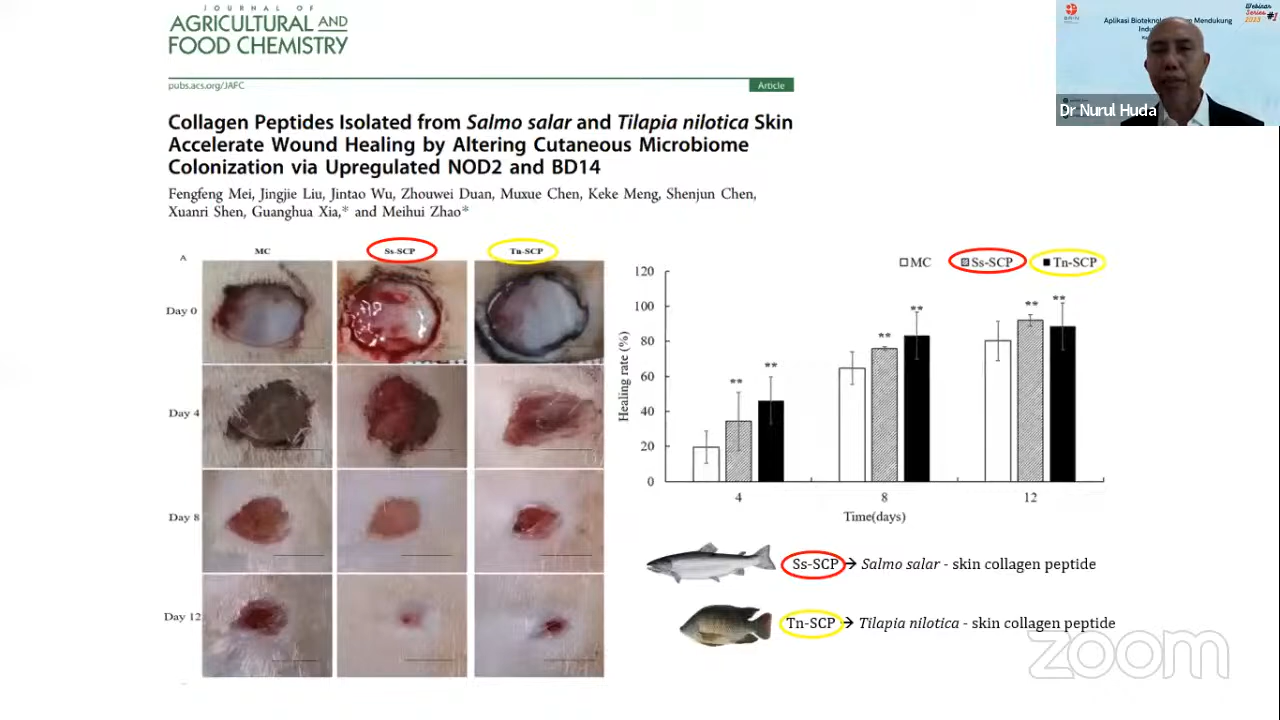 JOURNAL OF
AGRICULTURAL AND
FOOD CHEMISTRY
pubs.acs.org/JAFC
Article
Collagen Peptides Isolated from Salmo salar and Tilapia nilotica Skin
Accelerate Wound Healing by Altering Cutaneous Microbiome
Colonization via Upregulated NOD2 and BD14
Fengfeng Mei, Jingjie Liu, Jintao Wu, Zhouwei Duan, Muxue Chen, Keke Meng, Shenjun Chen,
Xuanri Shen, Guanghua Xia,* and Meihui Zhao*
A
MC
Ss-SCP
Tn-SCP
Day 0
Day 4
Day 8
Day 12
MC
Ss-SCP
Tn-SCP
Healing rate (%)
120
100
80
60
40
20
0
** **
** **
** **
4
8
12
Time(days)
Ss-SCP → Salmo salar - skin collagen peptide
Tn-SCP → Tilapia nilotica - skin collagen peptide
zoom
Webinar
Series
#1
Aplikasi
Mendukung
Dr Nurul Huda